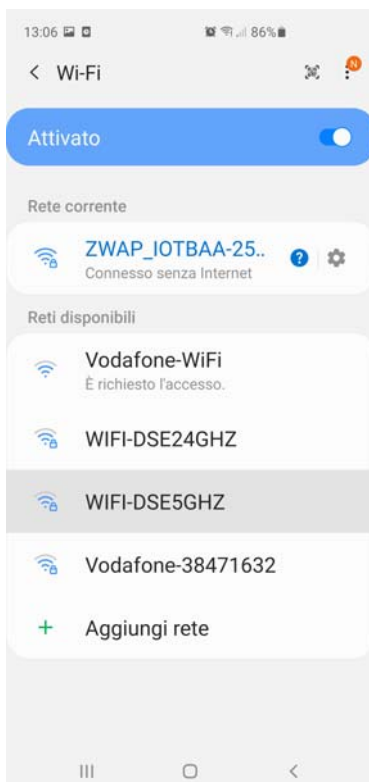 13:06 86%
Wi-Fi
N
Attivato
Rete corrente
ZWAP_IOTBAA-25..
?
Connesso senza Internet
Reti disponibili
Vodafone-WiFi
È richiesto l'accesso.
WIFI-DSE24GHZ
WIFI-DSE5GHZ
Vodafone-38471632
+ Aggiungi rete